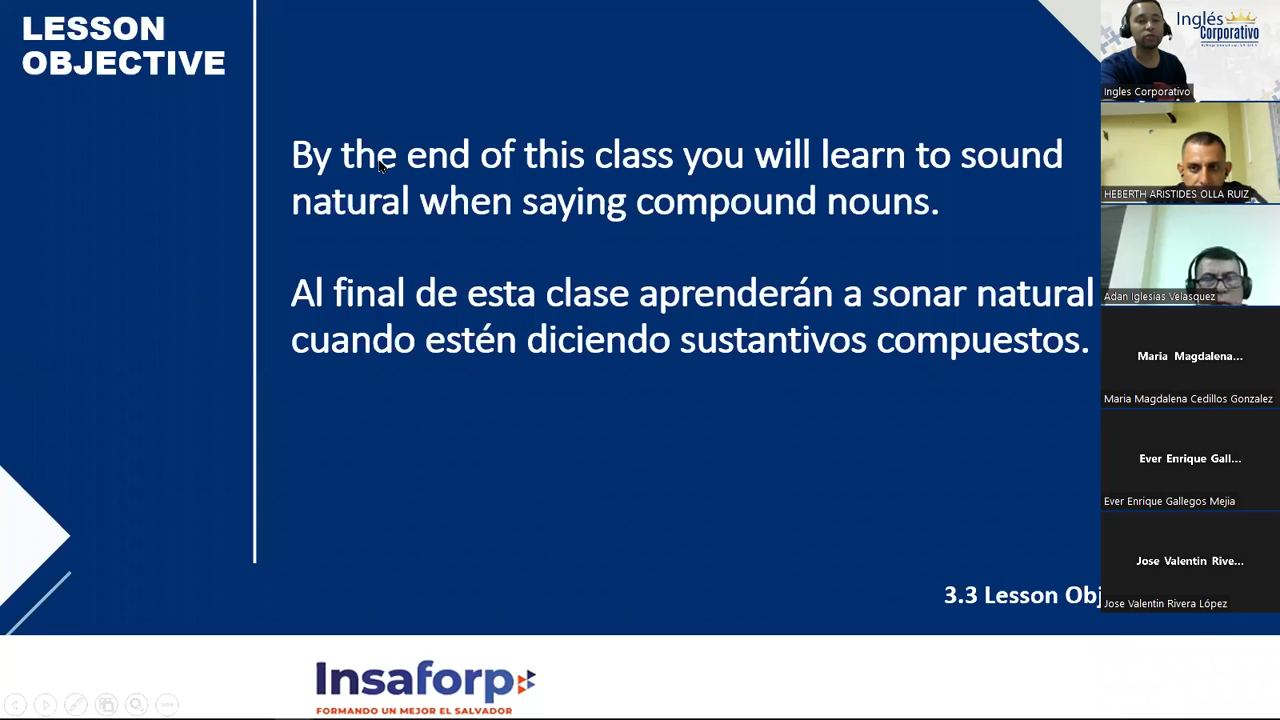 LESSON
OBJECTIVE
By the end of this class you will learn to sound
natural when saying compound nouns.
Al final de esta clase aprenderán a sonar natural
cuando estén diciendo sustantivos compuestos.
3.3 Lesson Obj
Insaforp
FORMANDO UN MEJOR EL SALVADOR
Inglés
Corporativo
Ingles Corporativo
HEBERTH ARISTIDES OLLA RUIZ
Adan Iglesias Velasquez
Maria Magdalena...
Maria Magdalena Cedillos Gonzalez
Ever Enrique Gall...
Ever Enrique Gallegos Mejia
Jose Valentin Rive...
Jose Valentin Rivera López